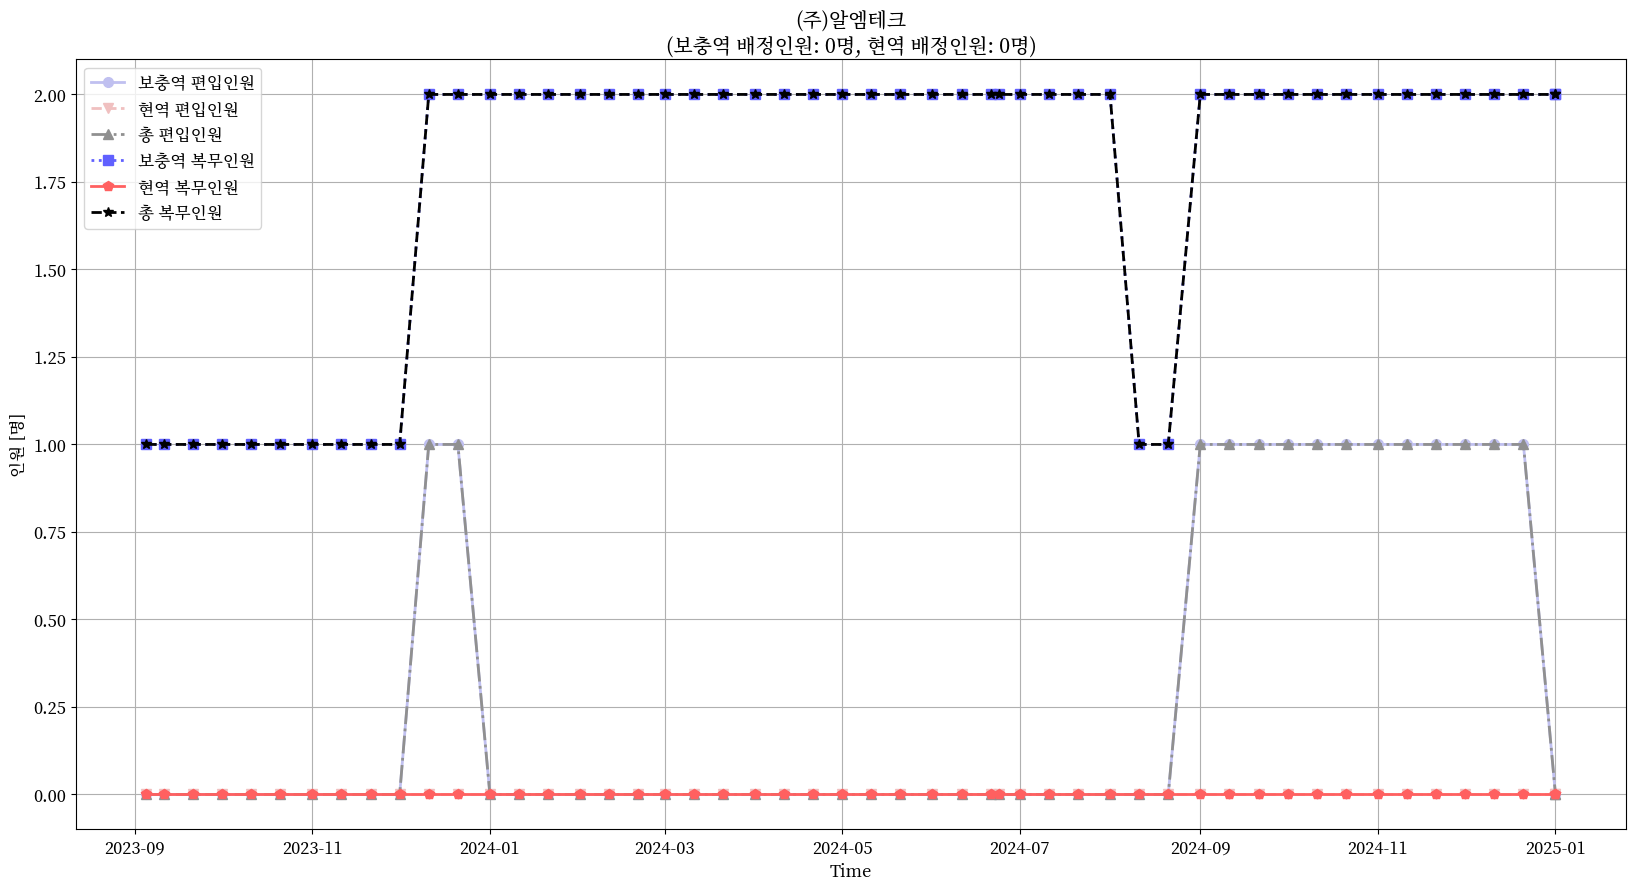 (주)알엠테크
(보충역 배정인원: 0명, 현역 배정인원: 0명)
보충역 편입인원
현역 편입인원
총 편입인원
보충역 복무인원
현역 복무인원
총 복무인원
2.00
1.75
1.50
1.25
1.00
0.75
0.50
0.25
0.00
인원 [명]
2023-09 2023-11 2024-01 2024-03 2024-05 2024-07 2024-09 2024-11 2025-01
Time